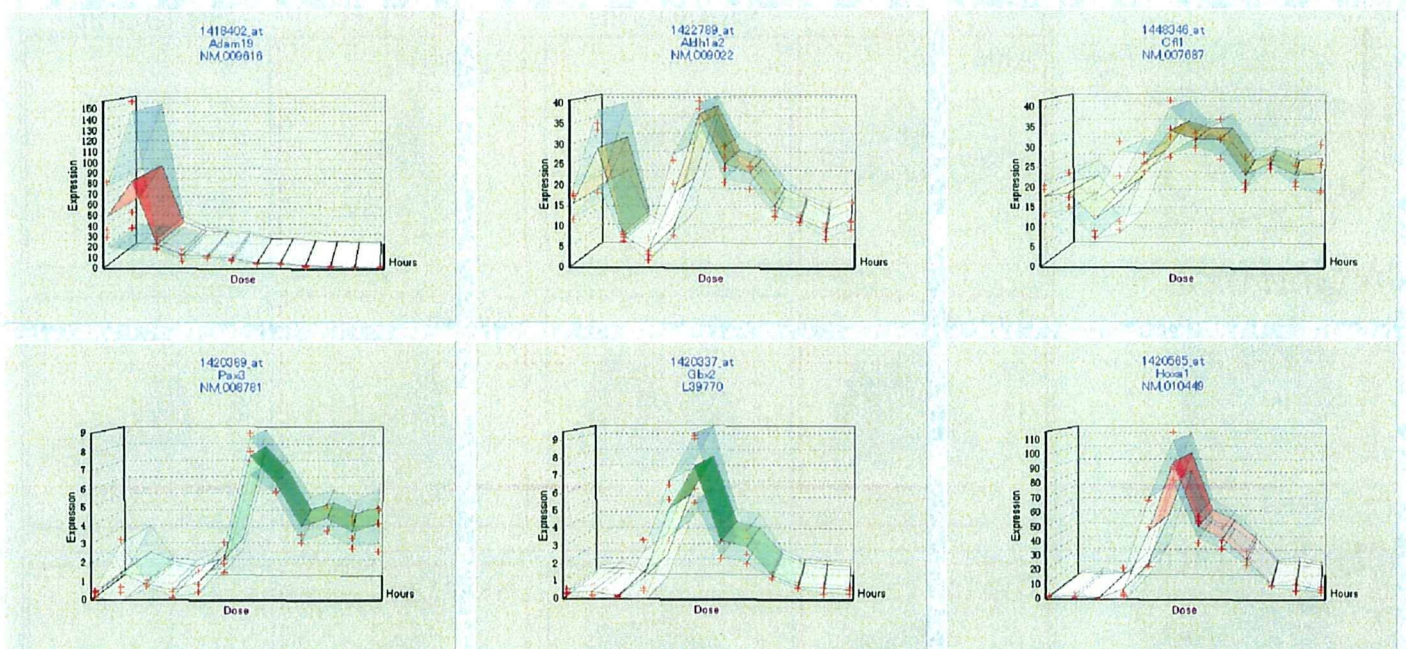 1418402_at
Adam19
NM_009616
Expression
160
140
130
120
110
100
90
80
70
60
50
40
30
20
10
0
Dose
Hours
1422789_at
Aldh1a2
NM_009022
Expression
40
35
30
25
20
15
10
5
0
Dose
Hours
1448346_at
Cfl1
NM_007687
Expression
40
35
30
25
20
15
10
5
0
Dose
Hours
1420389_at
Pax3
NM_008781
Expression
9
8
7
6
5
4
3
2
1
0
Dose
Hours
1420337_at
Gbx2
L39770
Expression
9
8
7
6
5
4
3
2
1
0
Dose
Hours
1420565_at
Hoxa1
NM_010449
Expression
110
100
90
80
70
60
50
40
30
20
10
0
Dose
Hours